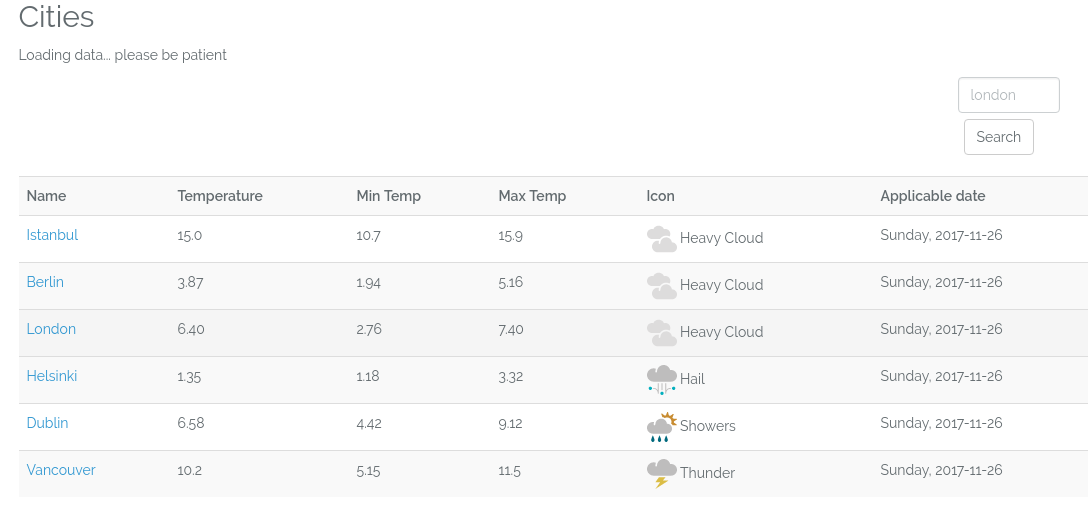 Cities
Loading data... please be patient
london
Search
Name Temperature Min Temp Max Temp Icon Applicable date
Istanbul 15.0 10.7 15.9 Heavy Cloud Sunday, 2017-11-26
Berlin 3.87 1.94 5.16 Heavy Cloud Sunday, 2017-11-26
London 6.40 2.76 7.40 Heavy Cloud Sunday, 2017-11-26
Helsinki 1.35 1.18 3.32 Hail Sunday, 2017-11-26
Dublin 6.58 4.42 9.12 Showers Sunday, 2017-11-26
Vancouver 10.2 5.15 11.5 Thunder Sunday, 2017-11-26